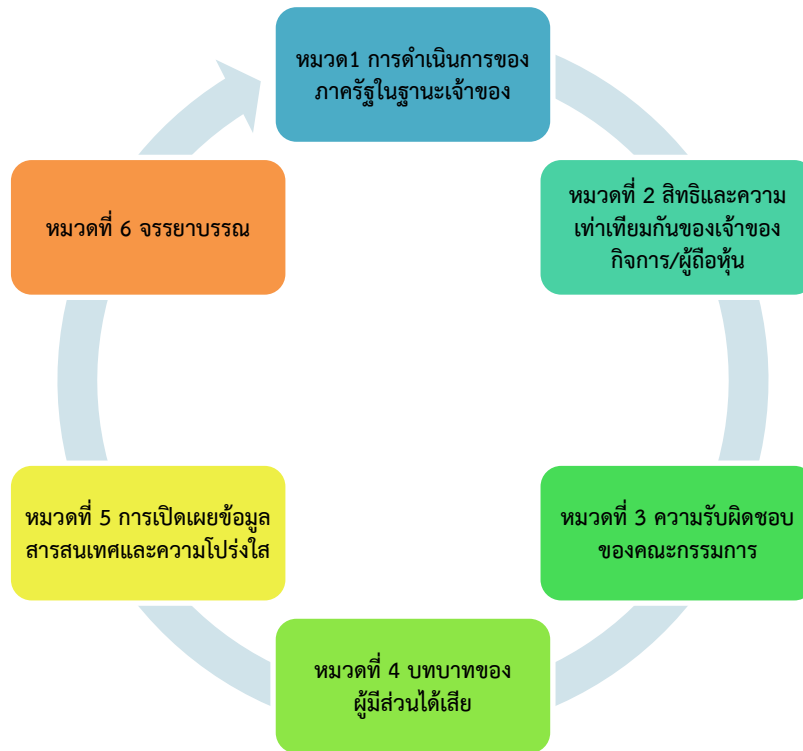 หมวด1 การดำเนินการของ
ภาครัฐในฐานะเจ้าของ
หมวดที่ 2 สิทธิและความ
เท่าเทียมกันของเจ้าของ
กิจการ/ผู้ถือหุ้น
หมวดที่ 3 ความรับผิดชอบ
ของคณะกรรมการ
หมวดที่ 4 บทบาทของ
ผู้มีส่วนได้เสีย
หมวดที่ 5 การเปิดเผยข้อมูล
สารสนเทศและความโปร่งใส
หมวดที่ 6 จรรยาบรรณ